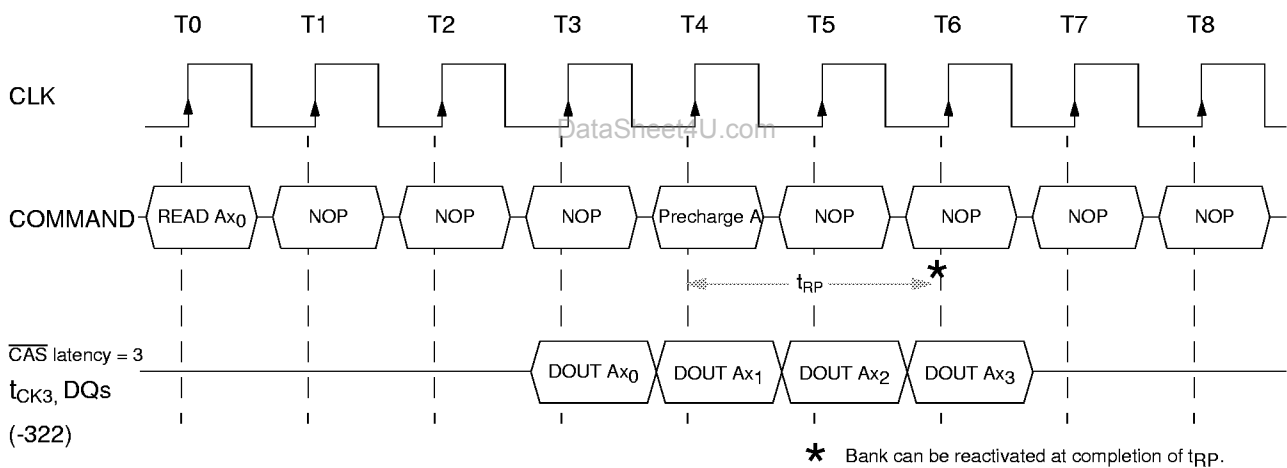 T0 T1 T2 T3 T4 T5 T6 T7 T8
CLK
DataSheet4U.com
COMMAND READ Ax0 NOP NOP NOP Precharge A NOP NOP NOP NOP
*
tRP
CAS latency = 3
tCK3, DQs
DOUT Ax0 DOUT Ax1 DOUT Ax2 DOUT Ax3
(-322)
* Bank can be reactivated at completion of tRP.